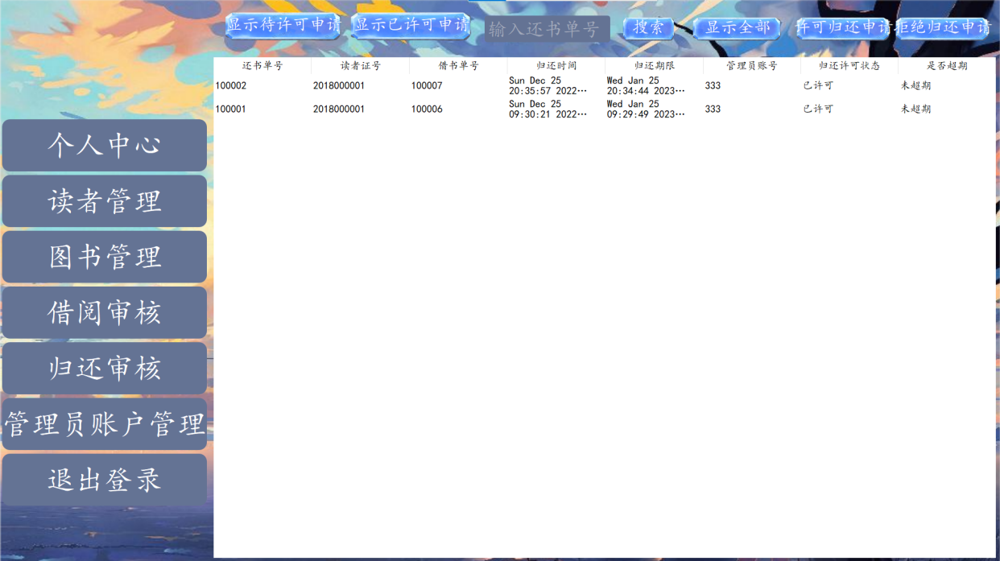 显示待许可申请 显示已许可申请 输入还书单号 搜索 显示全部 许可归还申请 拒绝归还申请
还书单号 读者证号 借书单号 归还时间 归还期限 管理员账号 归还许可状态 是否超期
100002 2018000001 100007 Sun Dec 25 20:35:57 2022… Wed Jan 25 20:34:44 2023… 333 已许可 未超期
100001 2018000001 100006 Sun Dec 25 09:30:21 2022… Wed Jan 25 09:29:49 2023… 333 已许可 未超期
个人中心
读者管理
图书管理
借阅审核
归还审核
管理员账户管理
退出登录